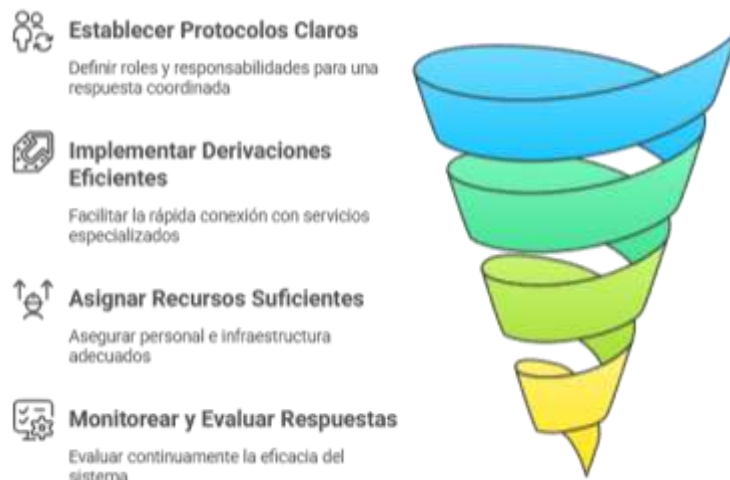 Establecer Protocolos Claros
Definir roles y responsabilidades para una
respuesta coordinada
Implementar Derivaciones
Eficientes
Facilitar la rápida conexión con servicios
especializados
Asignar Recursos Suficientes
Asegurar personal e infraestructura
adecuados
Monitorear y Evaluar Respuestas
Evaluar continuamente la eficacia del
sistema